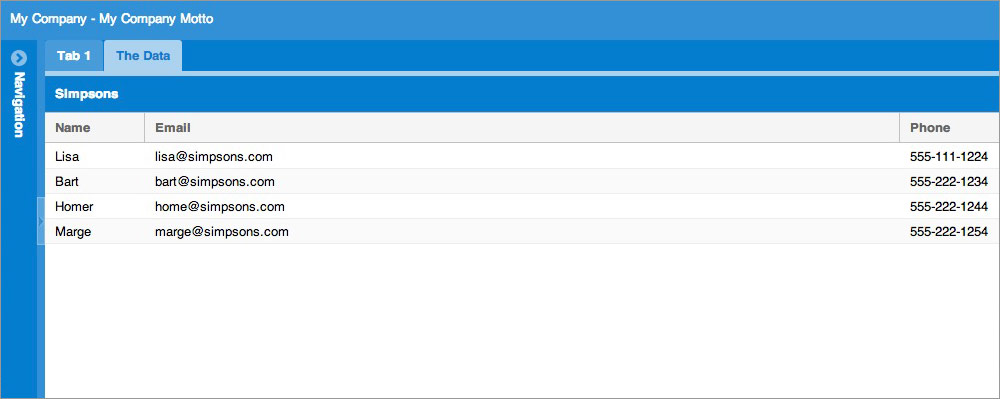 My Company - My Company Motto
Navigation
Tab 1 The Data
Simpsons
Name Email Phone
Lisa lisa@simpsons.com 555-111-1224
Bart bart@simpsons.com 555-222-1234
Homer home@simpsons.com 555-222-1244
Marge marge@simpsons.com 555-222-1254